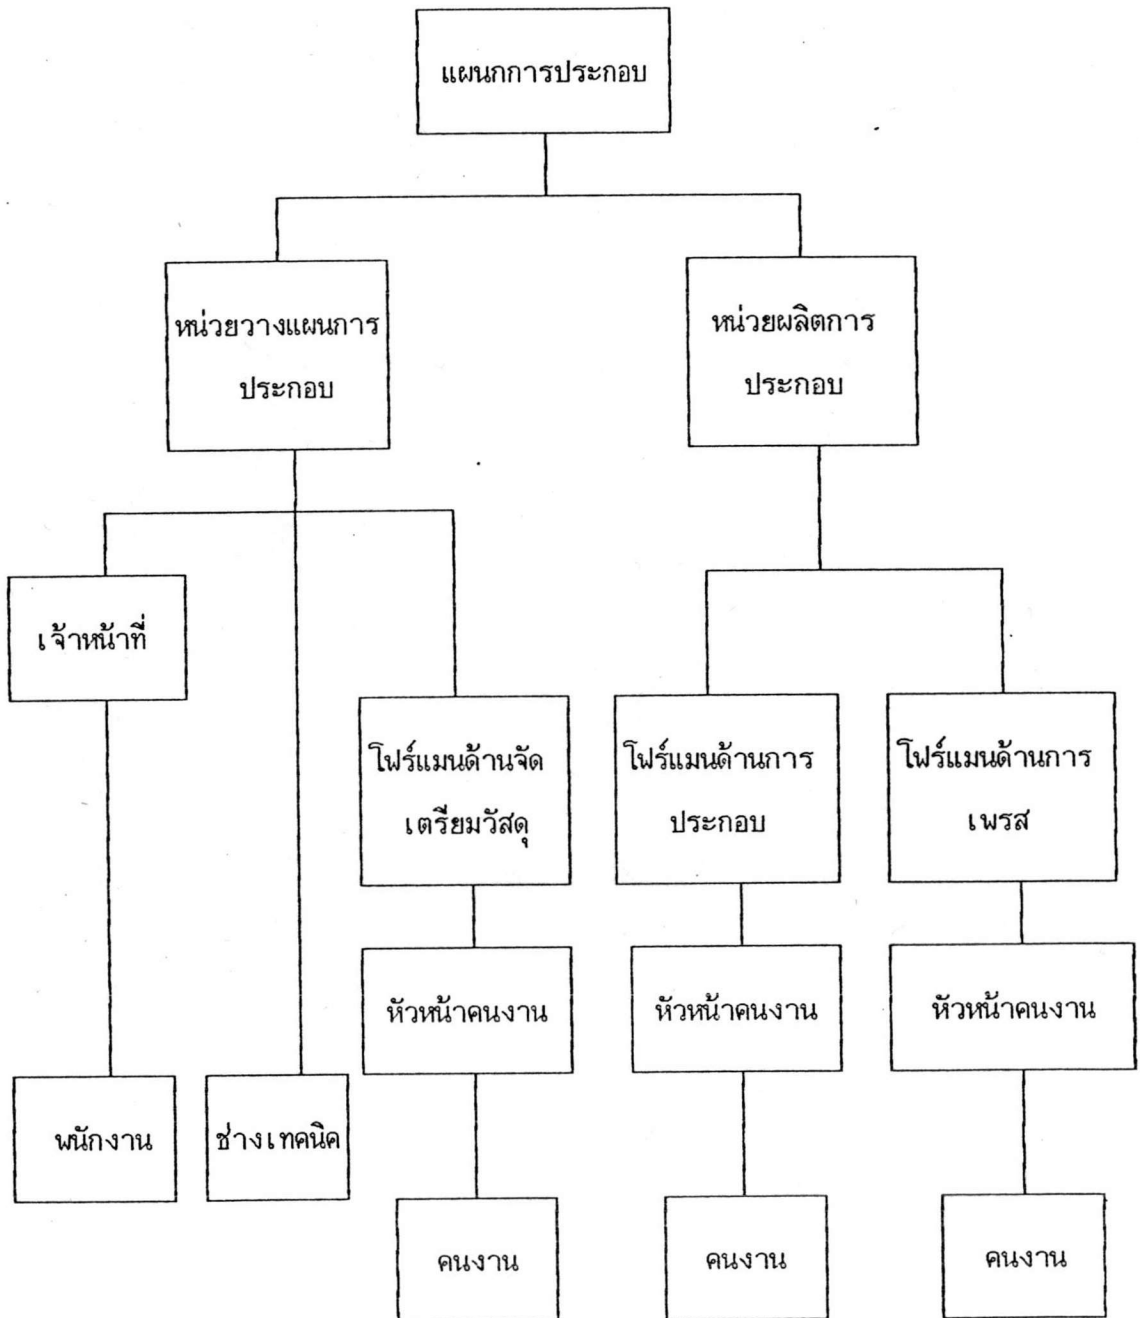 แผนกการประกอบ
หน่วยวางแผนการ
ประกอบ
หน่วยผลิตการ
ประกอบ
เจ้าหน้าที่
โฟร์แมนด้านจัด
เตรียมวัสดุ
โฟร์แมนด้านการ
ประกอบ
โฟร์แมนด้านการ
เพรส
หัวหน้าคนงาน
หัวหน้าคนงาน
หัวหน้าคนงาน
พนักงาน
ช่างเทคนิค
คนงาน
คนงาน
คนงาน